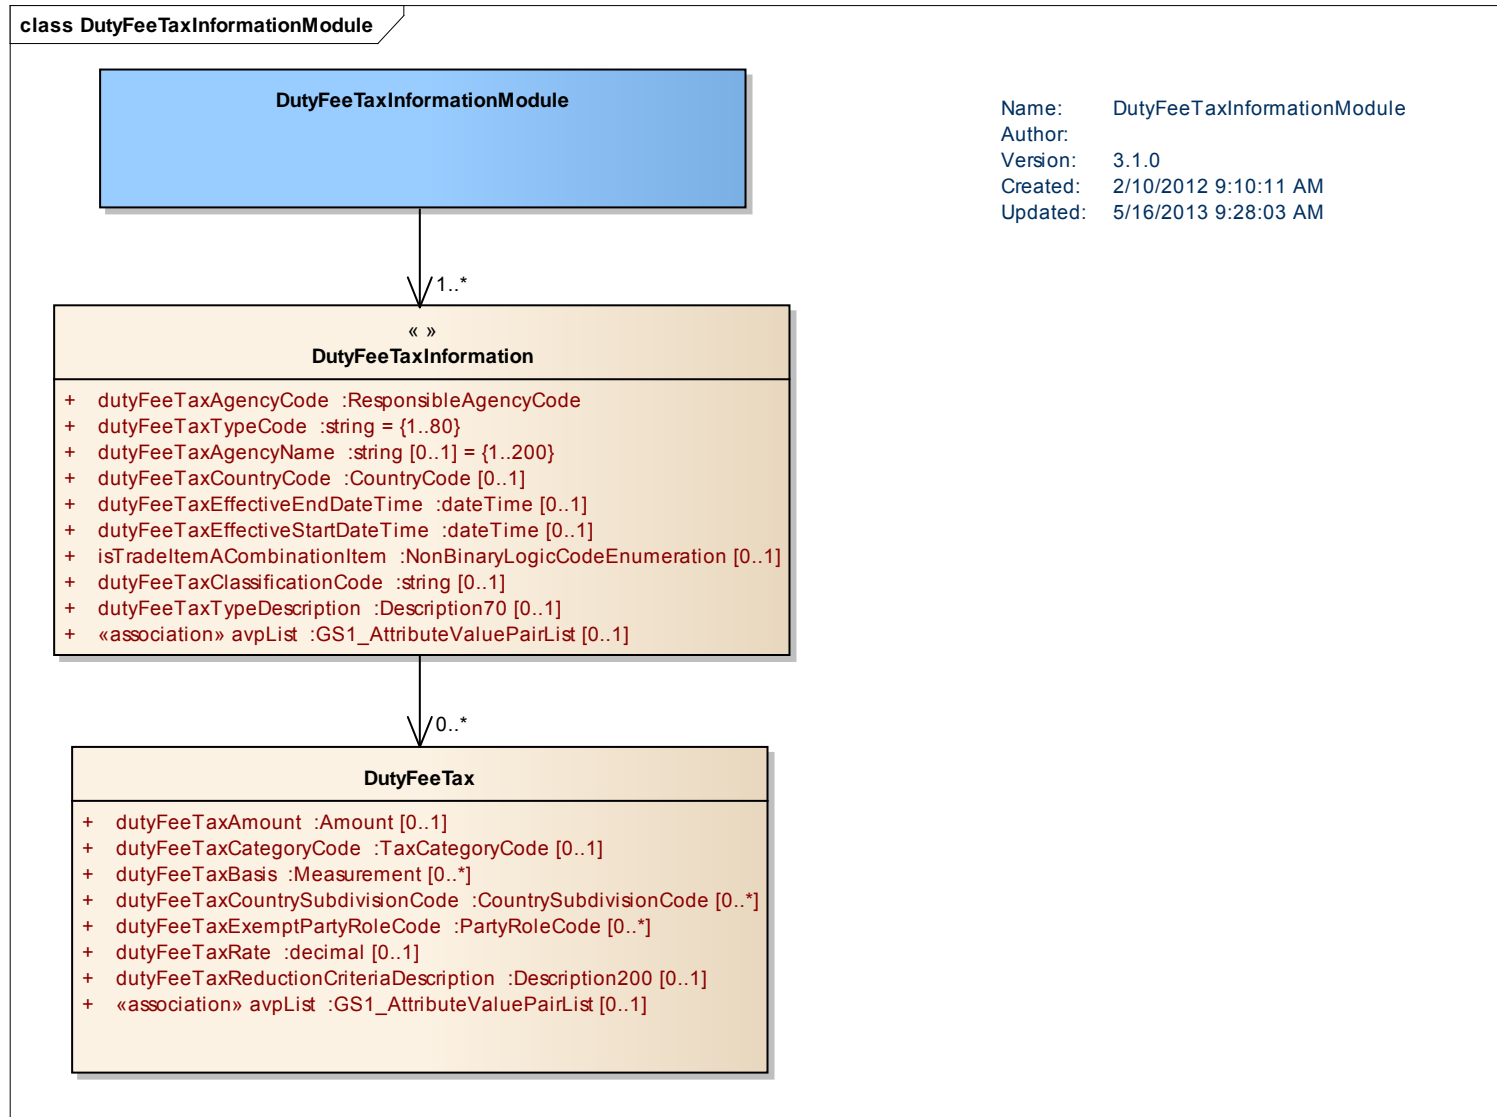 class DutyFeeTaxInformationModule
DutyFeeTaxInformationModule
Name: DutyFeeTaxInformationModule
Author:
Version: 3.1.0
Created: 2/10/2012 9:10:11 AM
Updated: 5/16/2013 9:28:03 AM
1..*
« »
DutyFeeTaxInformation
+ dutyFeeTaxAgencyCode :ResponsibleAgencyCode
+ dutyFeeTaxTypeCode :string = {1..80}
+ dutyFeeTaxAgencyName :string [0..1] = {1..200}
+ dutyFeeTaxCountryCode :CountryCode [0..1]
+ dutyFeeTaxEffectiveEndDateTime :dateTime [0..1]
+ dutyFeeTaxEffectiveStartDateTime :dateTime [0..1]
+ isTradeItemACombinationItem :NonBinaryLogicCodeEnumeration [0..1]
+ dutyFeeTaxClassificationCode :string [0..1]
+ dutyFeeTaxTypeDescription :Description70 [0..1]
+ «association» avpList :GS1_AttributeValuePairList [0..1]
0..*
DutyFeeTax
+ dutyFeeTaxAmount :Amount [0..1]
+ dutyFeeTaxCategoryCode :TaxCategoryCode [0..1]
+ dutyFeeTaxBasis :Measurement [0..*]
+ dutyFeeTaxCountrySubdivisionCode :CountrySubdivisionCode [0..*]
+ dutyFeeTaxExemptPartyRoleCode :PartyRoleCode [0..*]
+ dutyFeeTaxRate :decimal [0..1]
+ dutyFeeTaxReductionCriteriaDescription :Description200 [0..1]
+ «association» avpList :GS1_AttributeValuePairList [0..1]